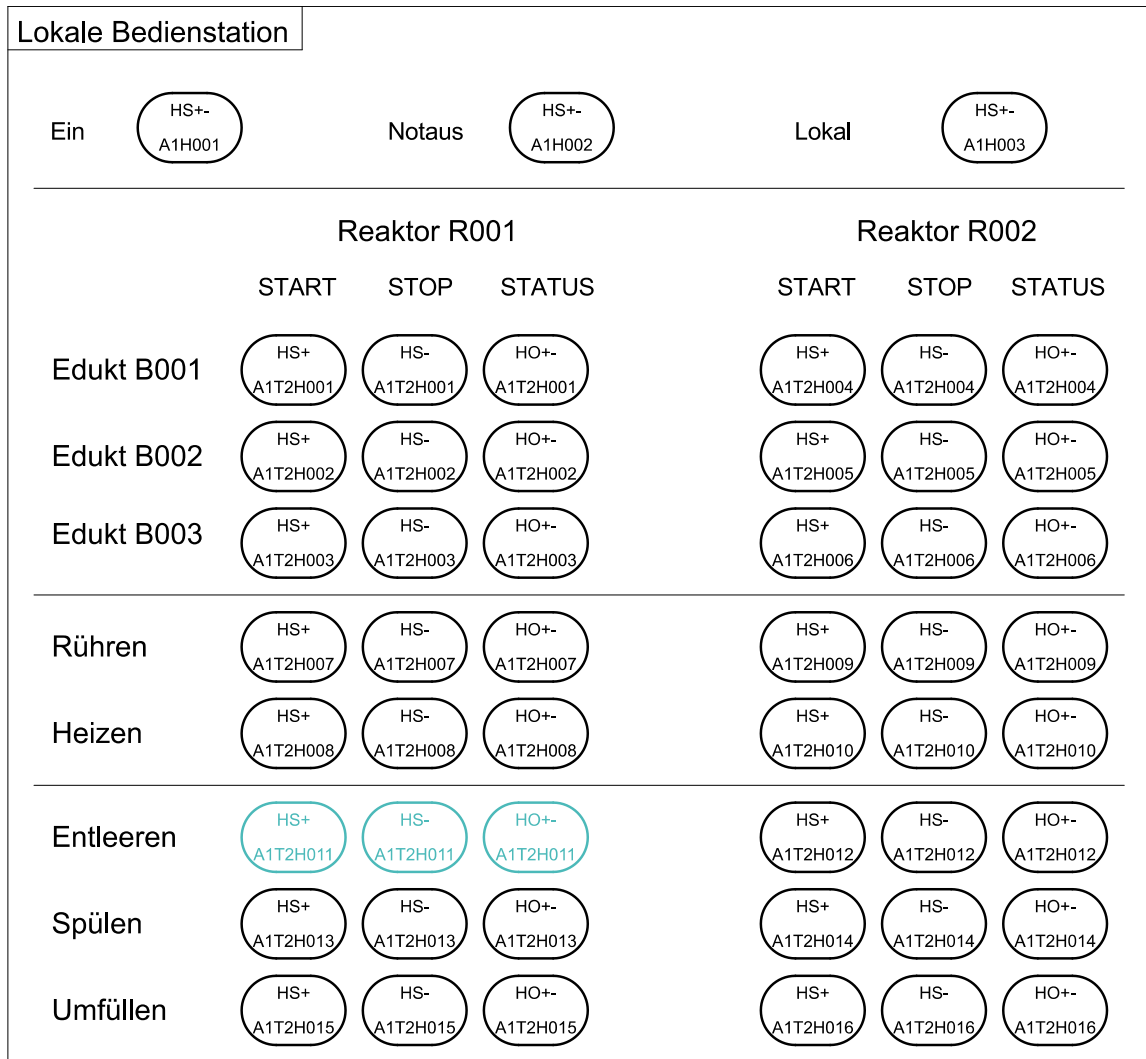 Lokale Bedienstation
Ein HS+- A1H001 Notaus HS+- A1H002 Lokal HS+- A1H003
Reaktor R001 Reaktor R002
START STOP STATUS START STOP STATUS
HS+ HS- HO+- HS+ HS- HO+-
Edukt B001
A1T2H001 A1T2H001 A1T2H001 A1T2H004 A1T2H004 A1T2H004
HS+ HS- HO+- HS+ HS- HO+-
Edukt B002
A1T2H002 A1T2H002 A1T2H002 A1T2H005 A1T2H005 A1T2H005
HS+ HS- HO+- HS+ HS- HO+-
Edukt B003
A1T2H003 A1T2H003 A1T2H003 A1T2H006 A1T2H006 A1T2H006
HS+ HS- HO+- HS+ HS- HO+-
Rühren
A1T2H007 A1T2H007 A1T2H007 A1T2H009 A1T2H009 A1T2H009
HS+ HS- HO+- HS+ HS- HO+-
Heizen
A1T2H008 A1T2H008 A1T2H008 A1T2H010 A1T2H010 A1T2H010
HS+ HS- HO+- HS+ HS- HO+-
Entleeren
A1T2H011 A1T2H011 A1T2H011 A1T2H012 A1T2H012 A1T2H012
HS+ HS- HO+- HS+ HS- HO+-
Spülen
A1T2H013 A1T2H013 A1T2H013 A1T2H014 A1T2H014 A1T2H014
HS+ HS- HO+- HS+ HS- HO+-
Umfüllen
A1T2H015 A1T2H015 A1T2H015 A1T2H016 A1T2H016 A1T2H016